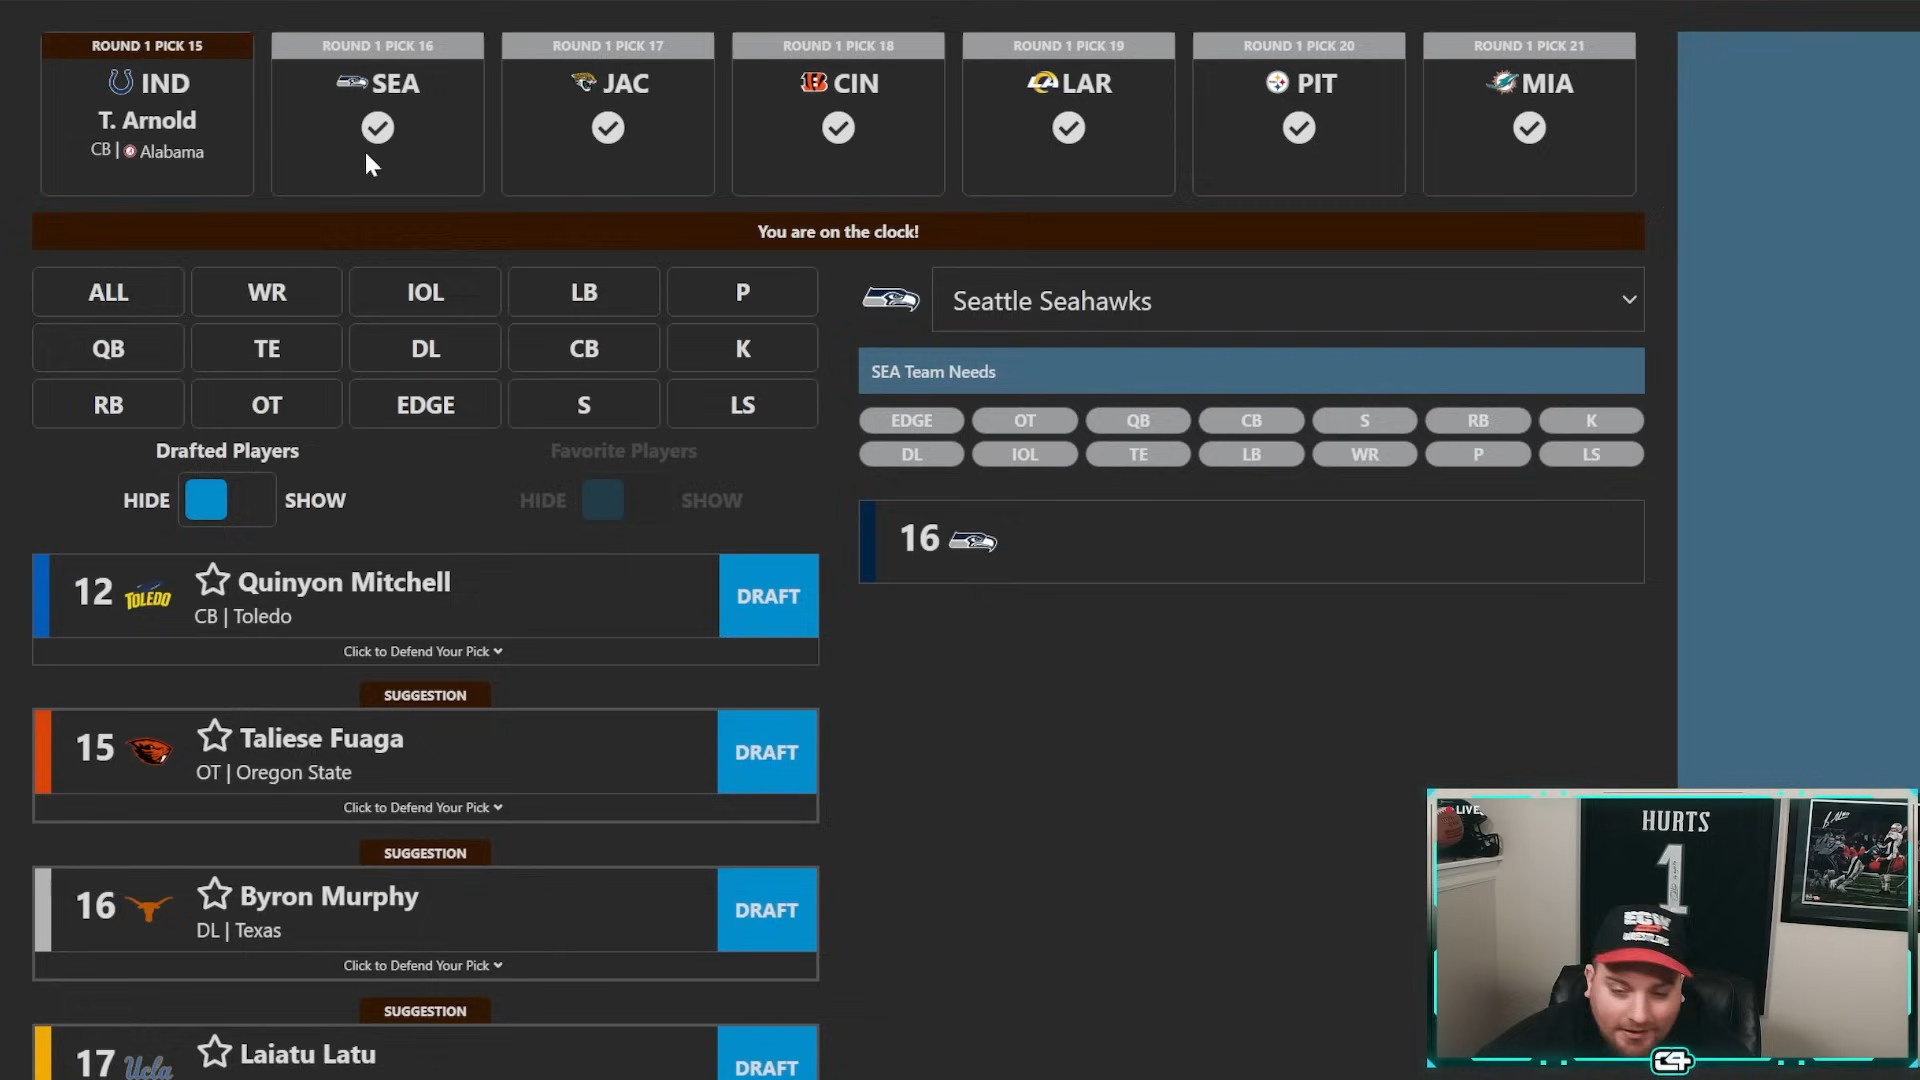 ROUND 1 PICK 15
IND
T. Arnold
CB | Alabama
ROUND 1 PICK 16
SEA
ROUND 1 PICK 17
JAC
ROUND 1 PICK 18
CIN
ROUND 1 PICK 19
LAR
ROUND 1 PICK 20
PIT
ROUND 1 PICK 21
MIA
You are on the clock!
ALL WR IOL LB P
QB TE DL CB K
RB OT EDGE S LS
Drafted Players
HIDE SHOW
Favorite Players
HIDE SHOW
12 TOLEDO Quinyon Mitchell
CB | Toledo
DRAFT
Click to Defend Your Pick
SUGGESTION
15 Taliese Fuaga
OT | Oregon State
DRAFT
Click to Defend Your Pick
SUGGESTION
16 Byron Murphy
DL | Texas
DRAFT
Click to Defend Your Pick
SUGGESTION
17 Ucla Laiatu Latu
DRAFT
Seattle Seahawks
SEA Team Needs
EDGE OT QB CB S RB K
DL IOL TE LB WR P LS
16
LIVE
HURTS
1
ECW
WRESTLING